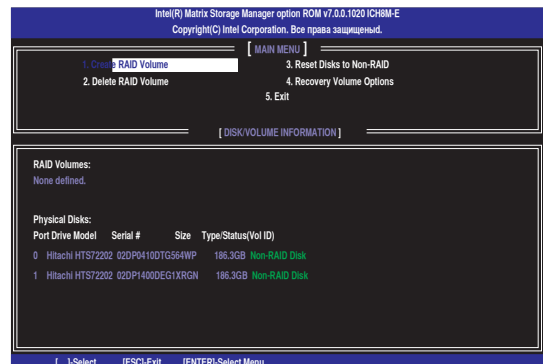 Intel(R) Matrix Storage Manager option ROM v7.0.0.1020 ICH8M-E
Copyright(C) Intel Corporation. Все права защищеныd.
[ MAIN MENU ]
1. Create RAID Volume 3. Reset Disks to Non-RAID
2. Delete RAID Volume 4. Recovery Volume Options
5. Exit
[ DISK/VOLUME INFORMATION ]
RAID Volumes:
None defined.
Physical Disks:
Port Drive Model Serial # Size Type/Status(Vol ID)
0 Hitachi HTS72202 02DP0410DTG564WP 186.3GB Non-RAID Disk
1 Hitachi HTS72202 02DP1400DEG1XRGN 186.3GB Non-RAID Disk
[ ]-Select [ESC]-Exit [ENTER]-Select Menu